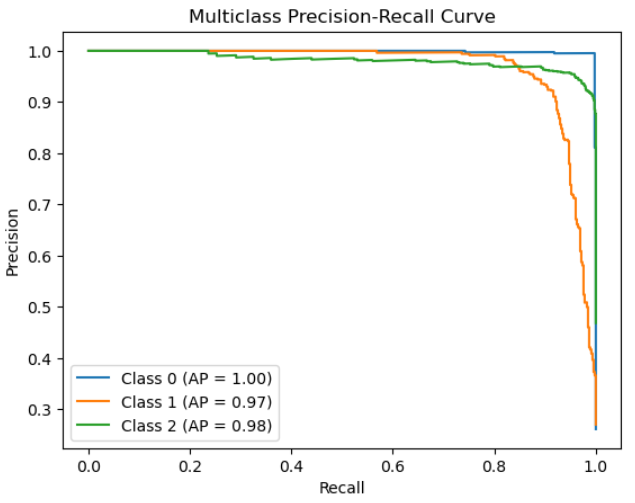 Multiclass Precision-Recall Curve
1.0
0.9
0.8
0.7
0.6
0.5
0.4
0.3
Precision
Class 0 (AP = 1.00)
Class 1 (AP = 0.97)
Class 2 (AP = 0.98)
0.0 0.2 0.4 0.6 0.8 1.0
Recall